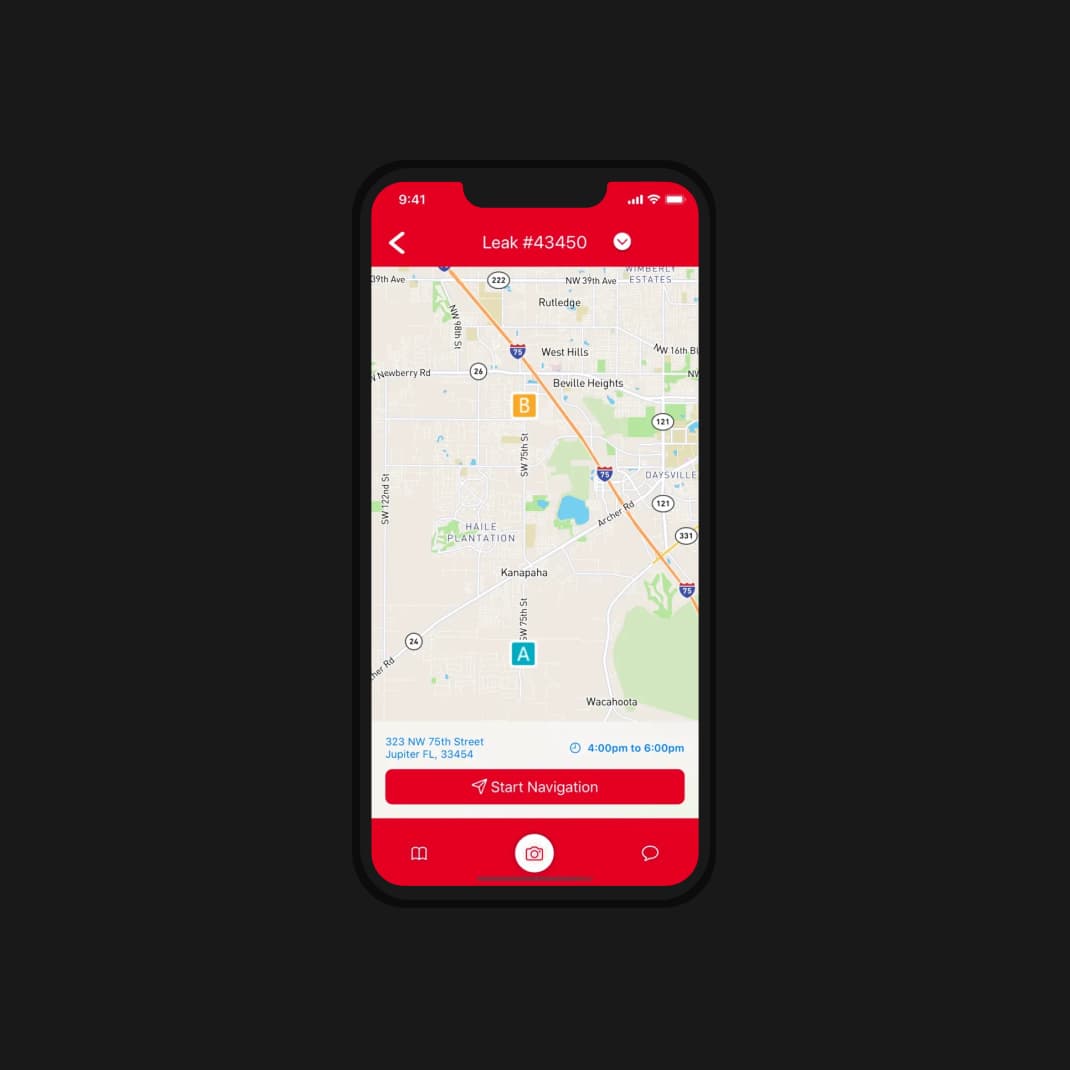 9:41
Leak #43450
WIMBERLY
ESTATES
39th Ave
222
NW 39th Ave
Rutledge
NW 98th St
75
West Hills
NW 16th Bl
Newberry Rd
26
Beville Heights
NW
B
121
SW 75th St
75
DAYSVILLE
SW 122nd St
121
Archer Rd
HAILE
PLANTATION
331
Kanapaha
75
SW 75th St
24
A
cher Rd
Wacahoota
323 NW 75th Street
Jupiter FL, 33454
4:00pm to 6:00pm
Start Navigation